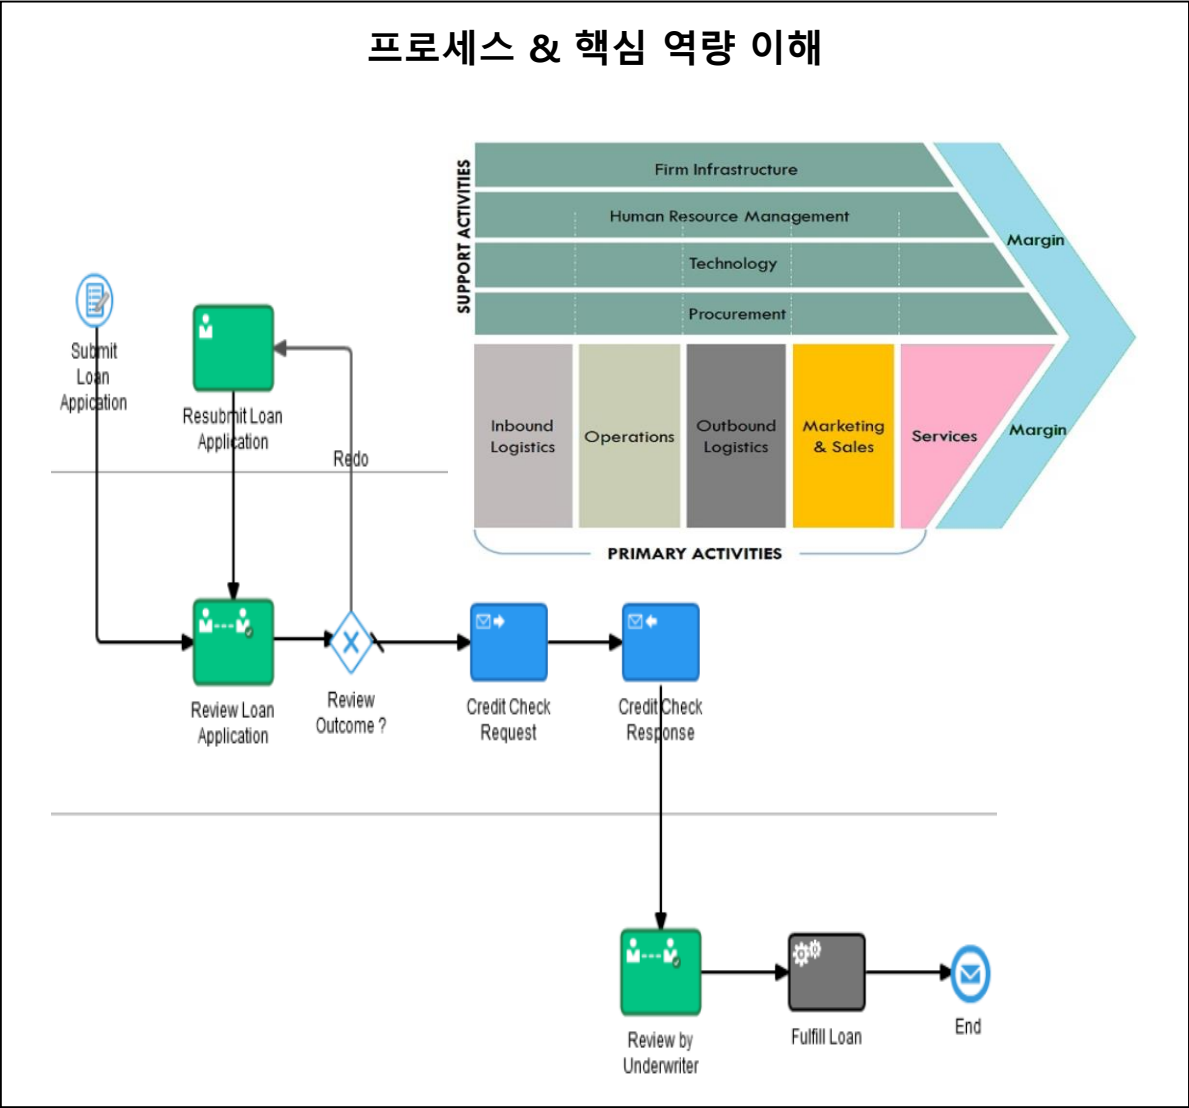 프로세스 & 핵심 역량 이해
SUPPORT ACTIVITIES
Firm Infrastructure
Human Resource Management
Technology
Procurement
Margin
Margin
Inbound
Logistics
Operations
Outbound
Logistics
Marketing
& Sales
Services
PRIMARY ACTIVITIES
Submit
Loan
Appication
Resubmit Loan
Application
Redo
Review Loan
Application
Review
Outcome ?
Credit Check
Request
Credit Check
Response
Review by
Underwriter
Fulfill Loan
End